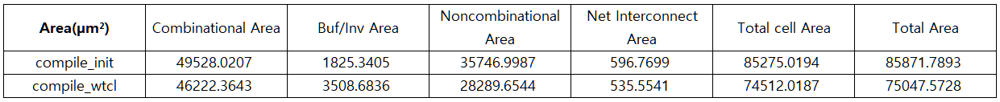 Area(μm²) Combinational Area Buf/Inv Area Noncombinational Area Net Interconnect Area Total cell Area Total Area
compile_init 49528.0207 1825.3405 35746.9987 596.7699 85275.0194 85871.7893
compile_wtcl 46222.3643 3508.6836 28289.6544 535.5541 74512.0187 75047.5728